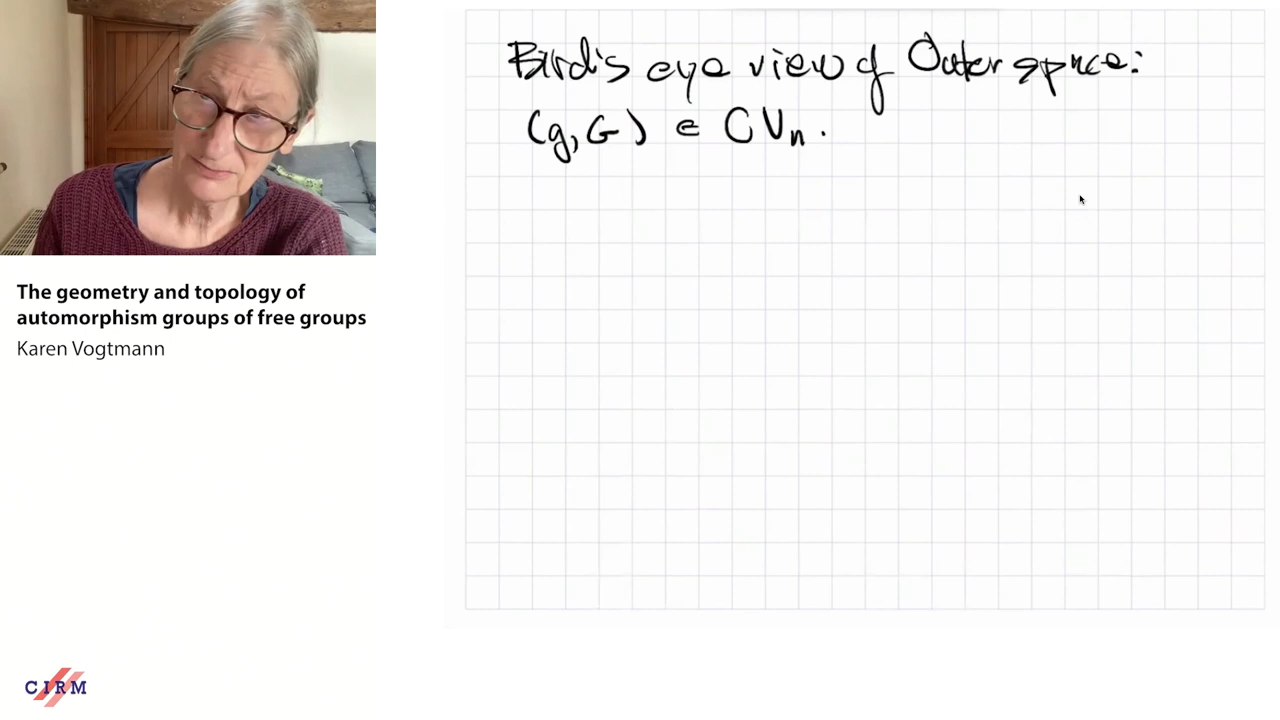 Bird's eye view of Outer space:
(g, G) ∈ CVn.
The geometry and topology of
automorphism groups of free groups
Karen Vogtmann
CIRM